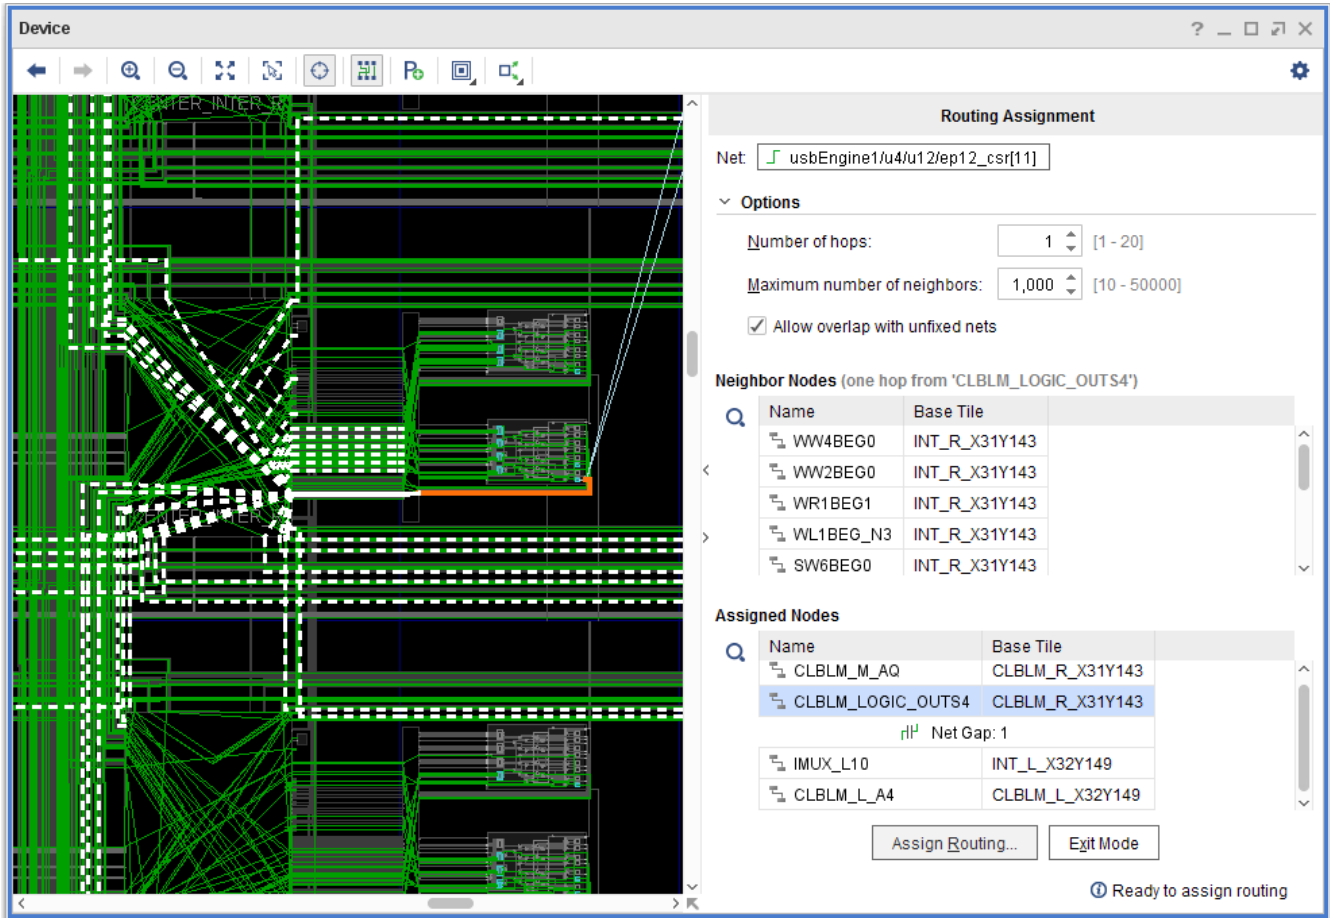 Device
Routing Assignment
Net: usbEngine1/u4/u12/ep12_csr[11]
Options
Number of hops: 1 [1 - 20]
Maximum number of neighbors: 1,000 [10 - 50000]
Allow overlap with unfixed nets
Neighbor Nodes (one hop from 'CLBLM_LOGIC_OUTS4')
Name Base Tile
WW4BEG0 INT_R_X31Y143
WW2BEG0 INT_R_X31Y143
WR1BEG1 INT_R_X31Y143
WL1BEG_N3 INT_R_X31Y143
SW6BEG0 INT_R_X31Y143
Assigned Nodes
Name Base Tile
CLBLM_M_AQ CLBLM_R_X31Y143
CLBLM_LOGIC_OUTS4 CLBLM_R_X31Y143
Net Gap: 1
IMUX_L10 INT_L_X32Y149
CLBLM_L_A4 CLBLM_L_X32Y149
Assign Routing... Exit Mode
Ready to assign routing